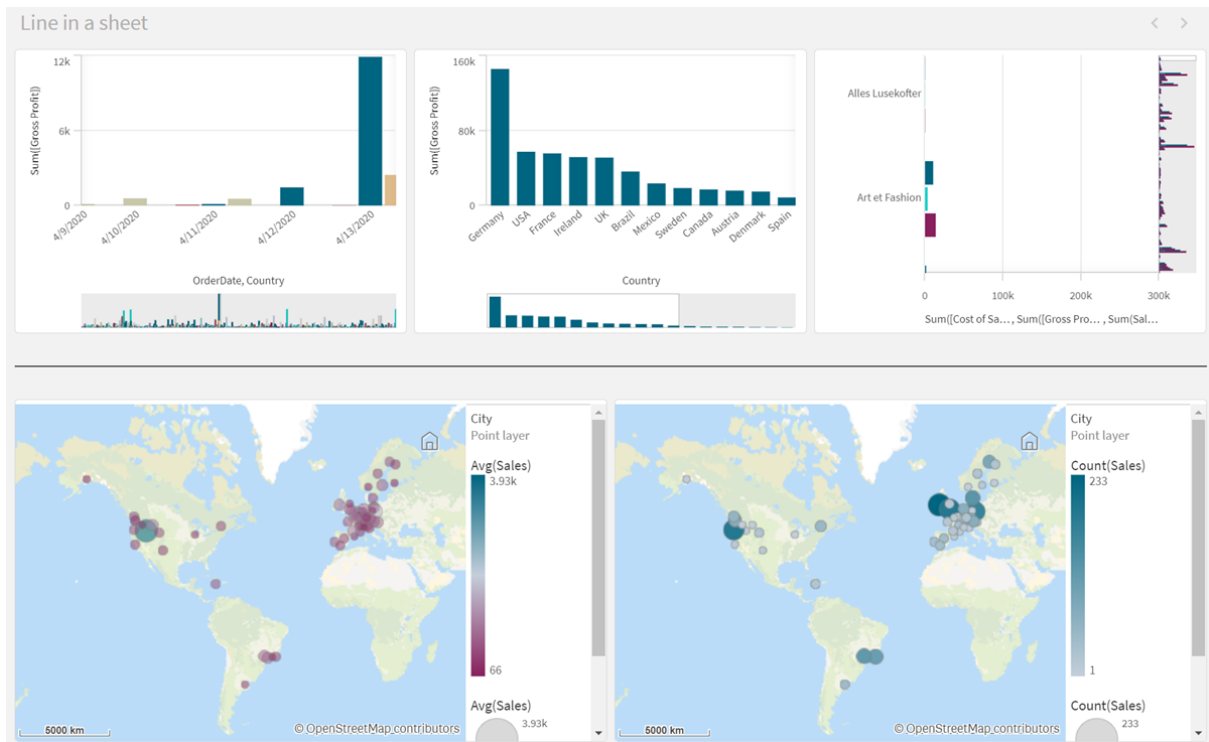 Line in a sheet
12k
6k
0
Sum([Gross Profit])
4/9/2020
4/10/2020
4/11/2020
4/12/2020
4/13/2020
OrderDate, Country
160k
80k
0
Sum([Gross Profit])
Germany
USA
France
Ireland
UK
Brazil
Mexico
Sweden
Canada
Austria
Denmark
Spain
Country
Alles Lusekofter
Art et Fashion
0
100k
200k
300k
Sum([Cost of Sa..., Sum([Gross Pro..., Sum(Sal...
City
Point layer
Avg(Sales)
3.93k
66
Avg(Sales)
3.93k
5000 km
© OpenStreetMap contributors
City
Point layer
Count(Sales)
233
1
Count(Sales)
233
5000 km
© OpenStreetMap contributors